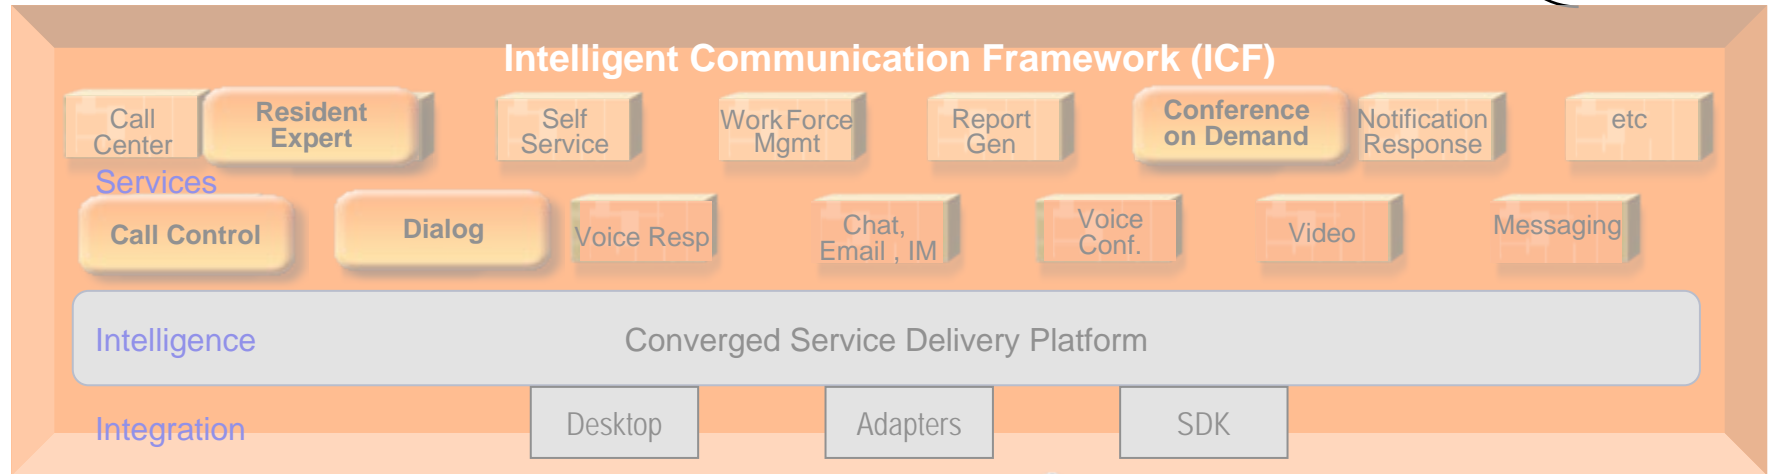 Intelligent Communication Framework (ICF)
Call
Center
Resident
Expert
Self
Service
Work Force
Mgmt
Report
Gen
Conference
on Demand
Notification
Response
etc
Services
Call Control
Dialog
Voice Resp
Chat,
Email , IM
Voice
Conf.
Video
Messaging
Intelligence
Converged Service Delivery Platform
Integration
Desktop
Adapters
SDK